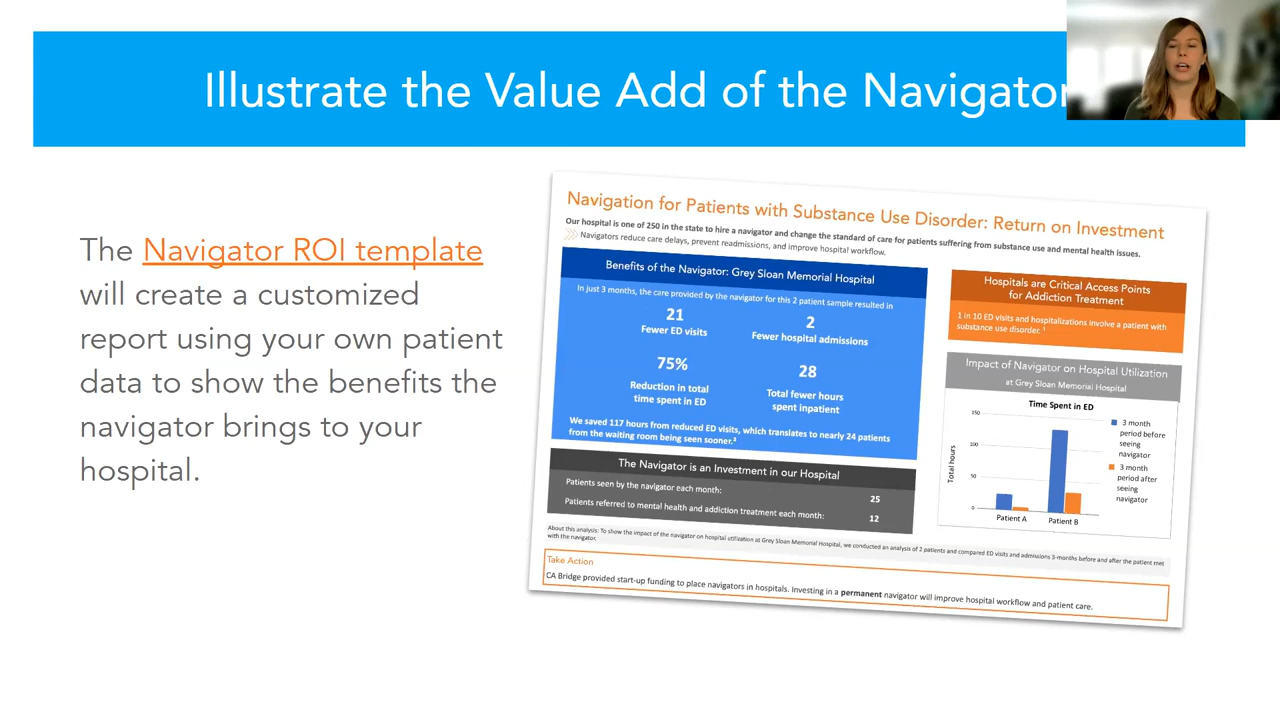 Illustrate the Value Add of the Navigator
The Navigator ROI template
will create a customized
report using your own patient
data to show the benefits the
navigator brings to your
hospital.
Navigation for Patients with Substance Use Disorder: Return on Investment
Our hospital is one of 250 in the state to hire a navigator and change the standard of care for patients suffering from substance use and mental health issues.
Navigators reduce care delays, prevent readmissions, and improve hospital workflow.
Benefits of the Navigator: Grey Sloan Memorial Hospital
In just 3 months, the care provided by the navigator for this 2 patient sample resulted in
21
Fewer ED visits
2
Fewer hospital admissions
75%
Reduction in total
time spent in ED
28
Total fewer hours
spent inpatient
We saved 117 hours from reduced ED visits, which translates to nearly 24 patients
from the waiting room being seen sooner.²
The Navigator is an Investment in our Hospital
Patients seen by the navigator each month: 25
Patients referred to mental health and addiction treatment each month: 12
Hospitals are Critical Access Points
for Addiction Treatment
1 in 10 ED visits and hospitalizations involve a patient with
substance use disorder. ¹
Impact of Navigator on Hospital Utilization
at Grey Sloan Memorial Hospital
Time Spent in ED
150
100
50
0
Total hours
Patient A
Patient B
3 month
period before
seeing
navigator
3 month
period after
seeing
navigator
About this analysis: To show the impact of the navigator on hospital utilization at Grey Sloan Memorial Hospital, we conducted an analysis of 2 patients and compared ED visits and admissions 3-months before and after the patient met
with the navigator.
Take Action
CA Bridge provided start-up funding to place navigators in hospitals. Investing in a permanent navigator will improve hospital workflow and patient care.